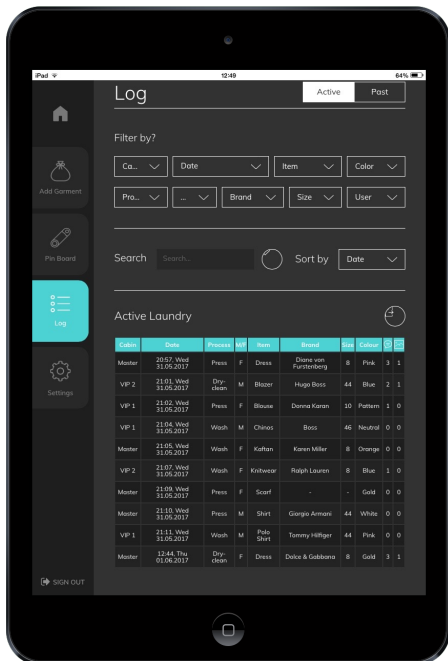 iPad 12:49 64%
Log Active Past
Filter by?
Ca... Date Item Color
Pro... ... Brand Size User
Add Garment
Pin Board
Log
Settings
SIGN OUT
Search Search... Sort by Date
Active Laundry
Cabin Date Process M/F Item Brand Size Colour
Master 20:57, Wed 31.05.2017 Press F Dress Diane von Furstenberg 8 Pink 3 1
VIP 2 21:01, Wed 31.05.2017 Dry-clean M Blazer Hugo Boss 44 Blue 2 1
VIP 1 21:02, Wed 31.05.2017 Press F Blouse Donna Karan 10 Pattern 1 0
VIP 1 21:04, Wed 31.05.2017 Wash M Chinos Boss 46 Neutral 0 0
Master 21:05, Wed 31.05.2017 Wash F Kaftan Karen Miller 8 Orange 0 0
VIP 2 21:07, Wed 31.05.2017 Wash F Knitwear Ralph Lauren 8 Blue 1 0
Master 21:09, Wed 31.05.2017 Press F Scarf - - Gold 0 0
Master 21:10, Wed 31.05.2017 Press M Shirt Giorgio Armani 44 White 0 0
VIP 1 21:11, Wed 31.05.2017 Wash M Polo Shirt Tommy Hilfiger 44 Pink 0 0
Master 12:44, Thu 01.06.2017 Dry-clean F Dress Dolce & Gabbana 8 Gold 3 1